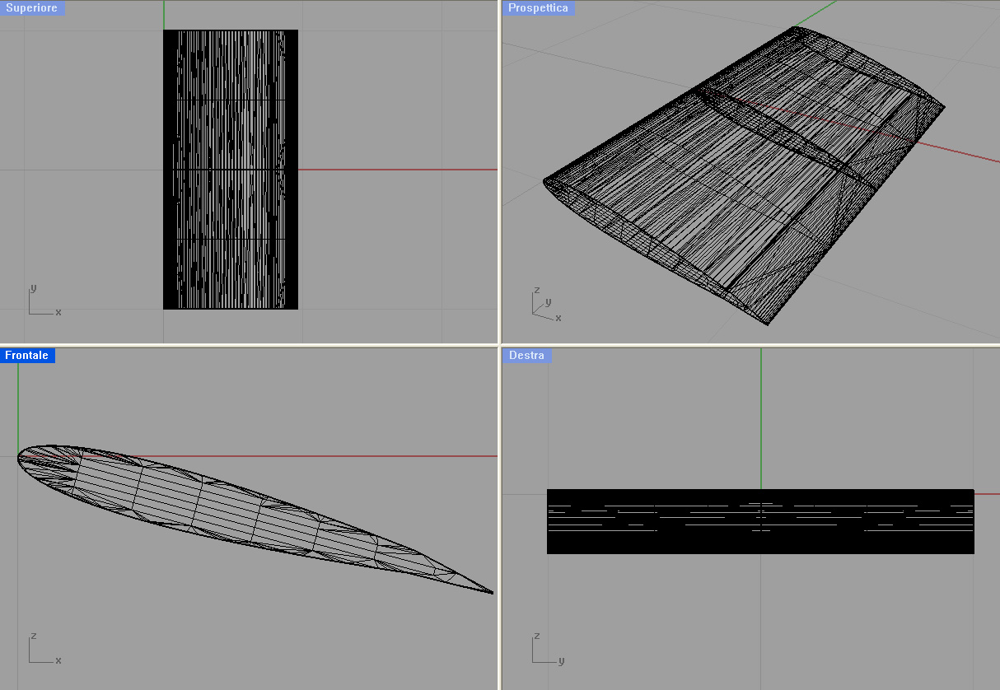 Superiore
Prospettica
y
x
z
y
x
Frontale
Destra
z
x
z
y